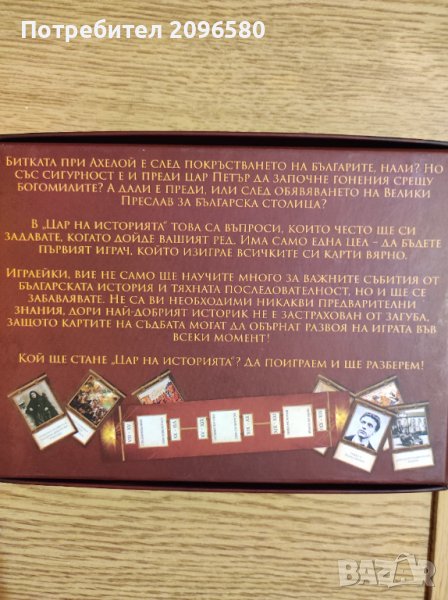 Потребител 2096580
Битката при Ахелой е след покръстването на българите, нали? Но
със сигурност е и преди цар Петър да започне гонения срещу
богомилите? А дали е преди, или след обявяването на Велики
Преслав за българска столица?
В „Цар на историята“ това са въпроси, които често ще си
задавате, когато дойде вашият ред. Има само една цел – да бъдете
първият играч, който изиграе всичките си карти вярно.
Играейки, вие не само ще научите много за важните събития от
българската история и тяхната последователност, но и ще се
забавлявате. Не са ви необходими никакви предварителни
знания, дори най-добрият историк не е застрахован от загуба,
защото картите на съдбата могат да обърнат развоя на играта във
всеки момент!
Кой ще стане „Цар на историята“? Да поиграем и ще разберем!
BAZAR